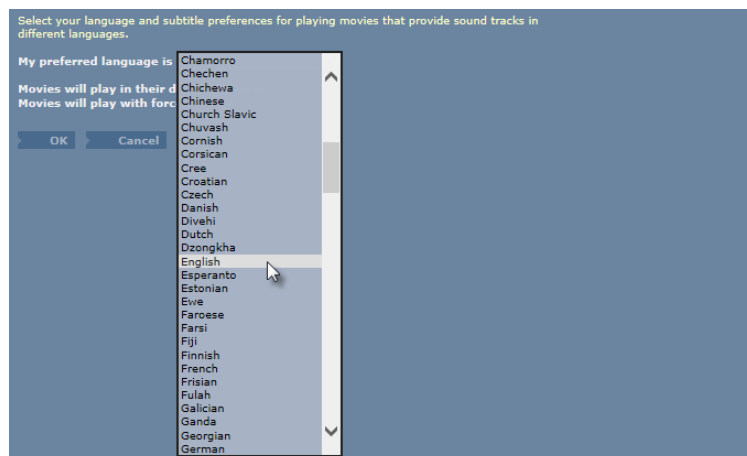 Select your language and subtitle preferences for playing movies that provide sound tracks in
different languages.
My preferred language is
Movies will play in their d
Movies will play with forc
OK
Cancel
Chamorro
Chechen
Chichewa
Chinese
Church Slavic
Chuvash
Cornish
Corsican
Cree
Croatian
Czech
Danish
Divehi
Dutch
Dzongkha
English
Esperanto
Estonian
Ewe
Faroese
Farsi
Fiji
Finnish
French
Frisian
Fulah
Galician
Ganda
Georgian
German